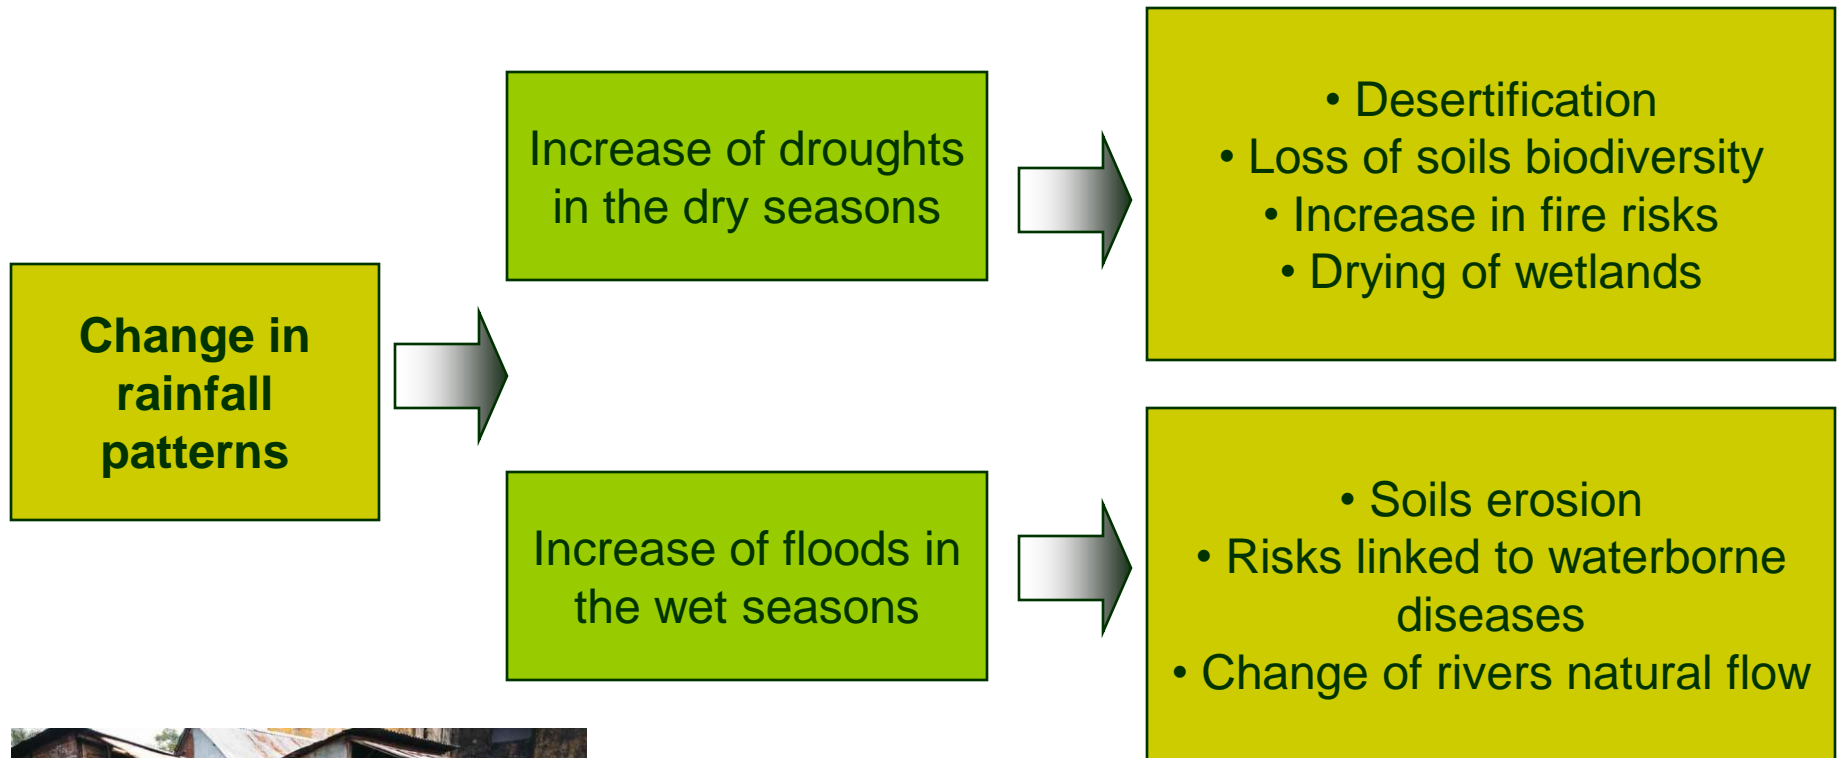 Change in
rainfall
patterns
Increase of droughts
in the dry seasons
• Desertification
• Loss of soils biodiversity
• Increase in fire risks
• Drying of wetlands
Increase of floods in
the wet seasons
• Soils erosion
• Risks linked to waterborne
diseases
• Change of rivers natural flow